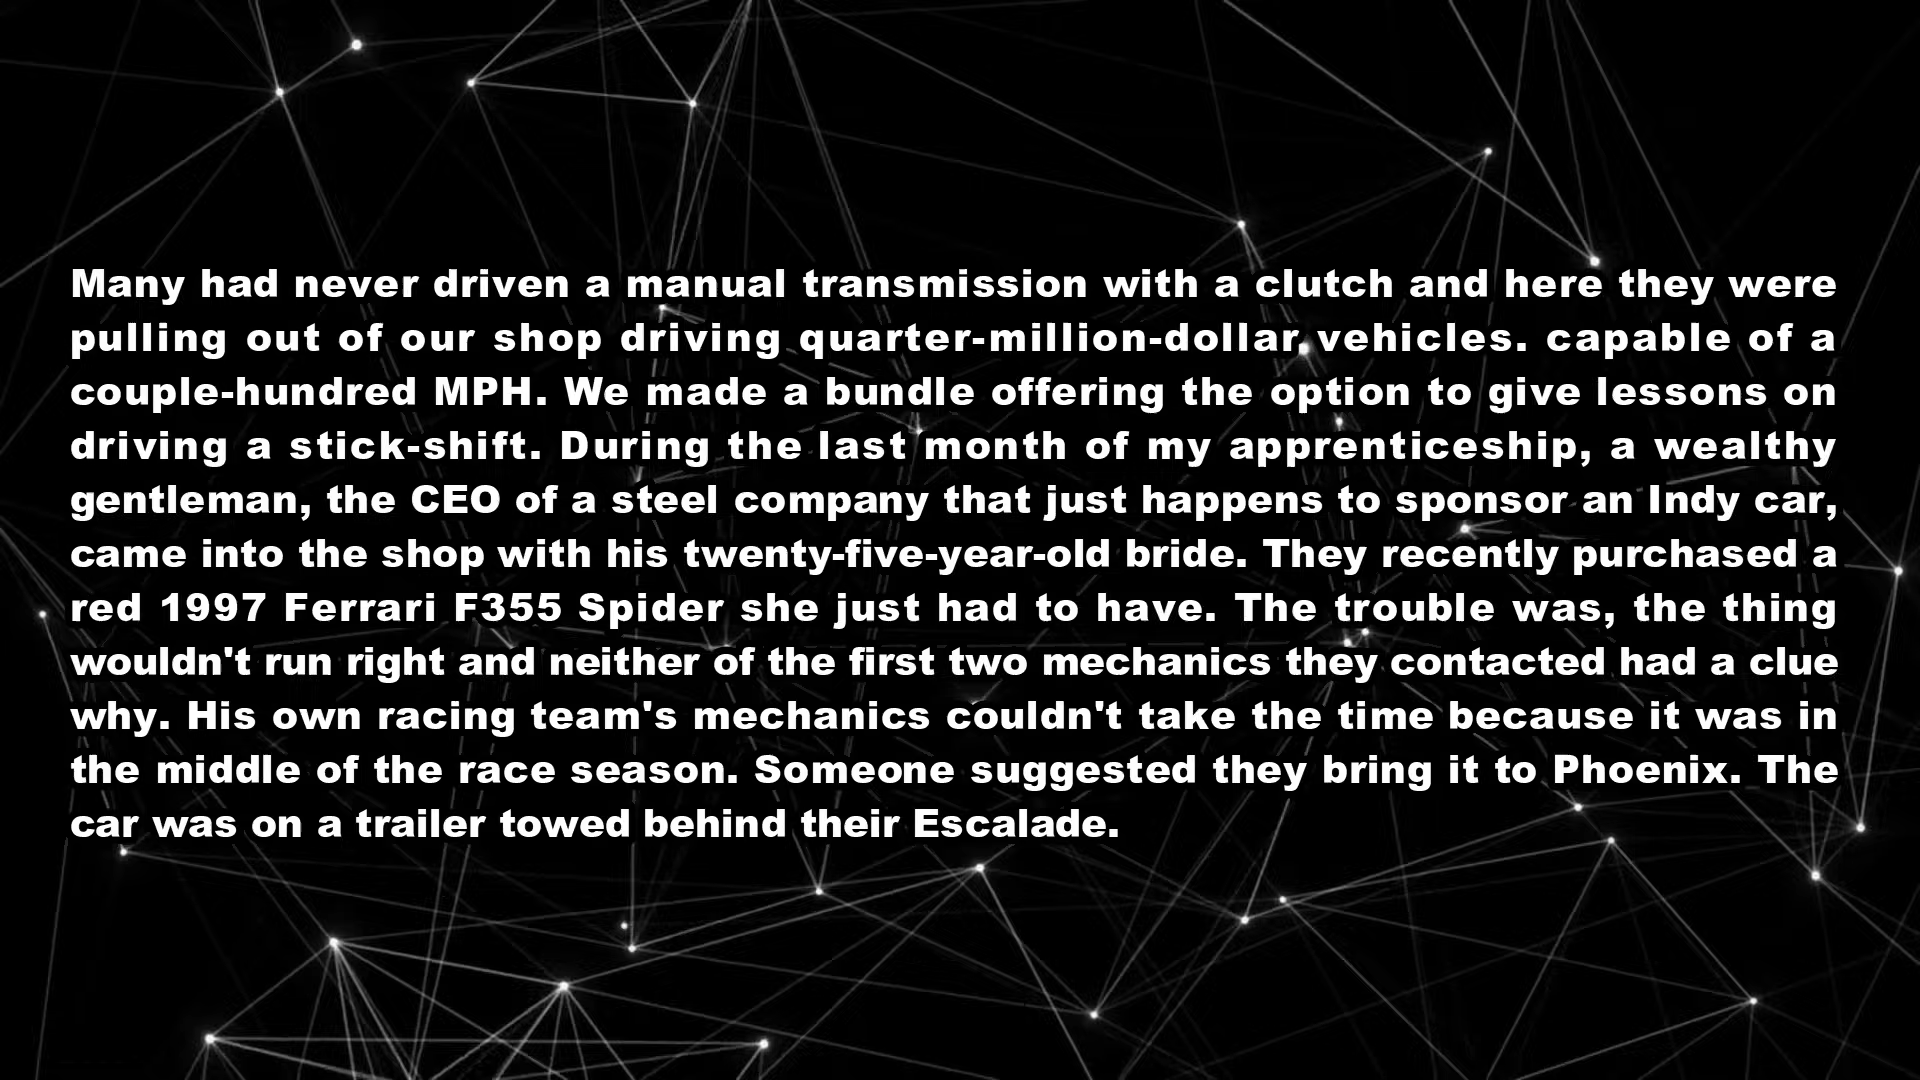 Many had never driven a manual transmission with a clutch and here they were
pulling out of our shop driving quarter-million-dollar vehicles. capable of a
couple-hundred MPH. We made a bundle offering the option to give lessons on
driving a stick-shift. During the last month of my apprenticeship, a wealthy
gentleman, the CEO of a steel company that just happens to sponsor an Indy car,
came into the shop with his twenty-five-year-old bride. They recently purchased a
red 1997 Ferrari F355 Spider she just had to have. The trouble was, the thing
wouldn't run right and neither of the first two mechanics they contacted had a clue
why. His own racing team's mechanics couldn't take the time because it was in
the middle of the race season. Someone suggested they bring it to Phoenix. The
car was on a trailer towed behind their Escalade.